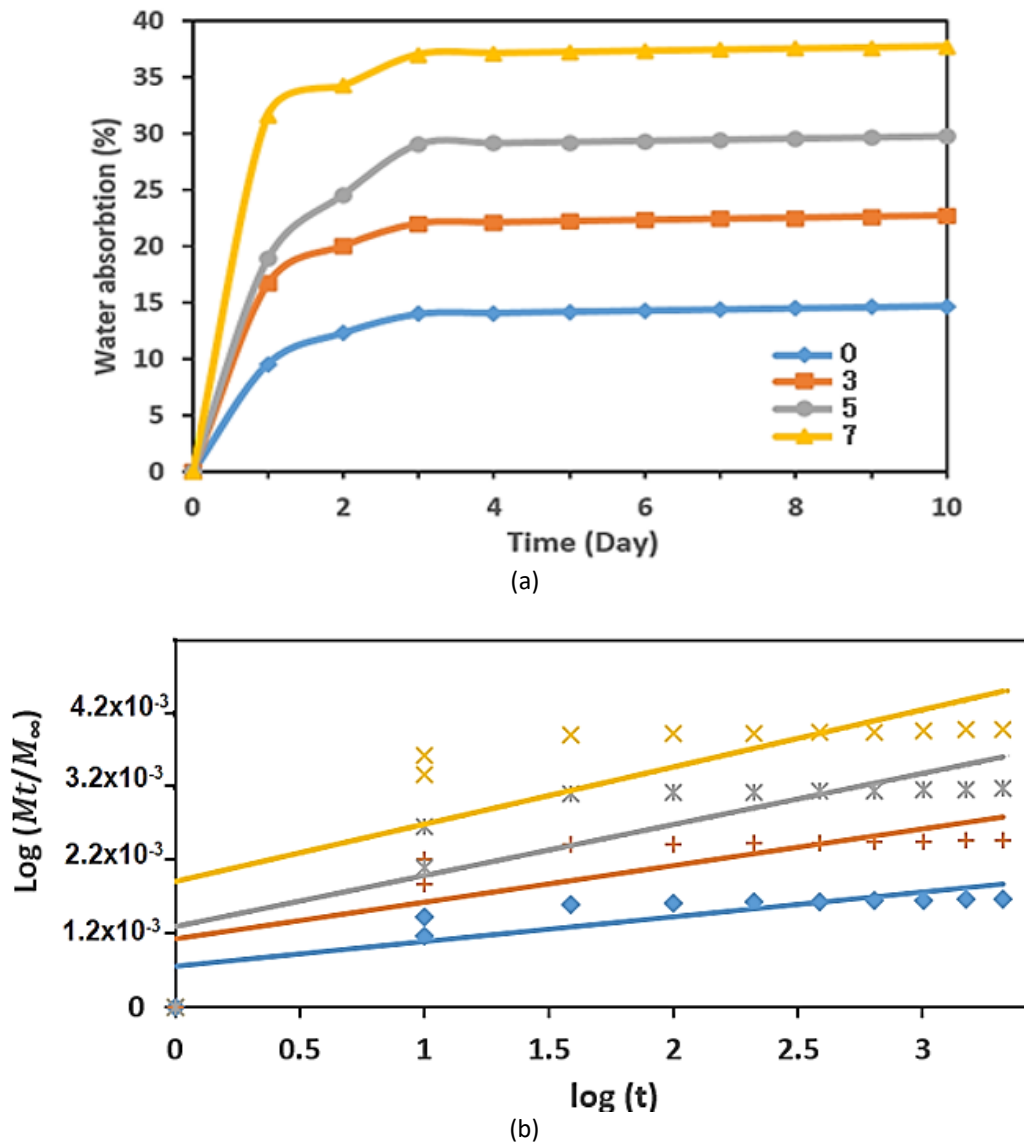 40
35
30
25
20
15
10
5
0
Water absorbtion (%)
0
3
5
7
0 2 4 6 8 10
Time (Day)
(a)
4.2x10⁻³
3.2x10⁻³
2.2x10⁻³
1.2x10⁻³
0
Log (Mt/M∞)
0 0.5 1 1.5 2 2.5 3
log (t)
(b)